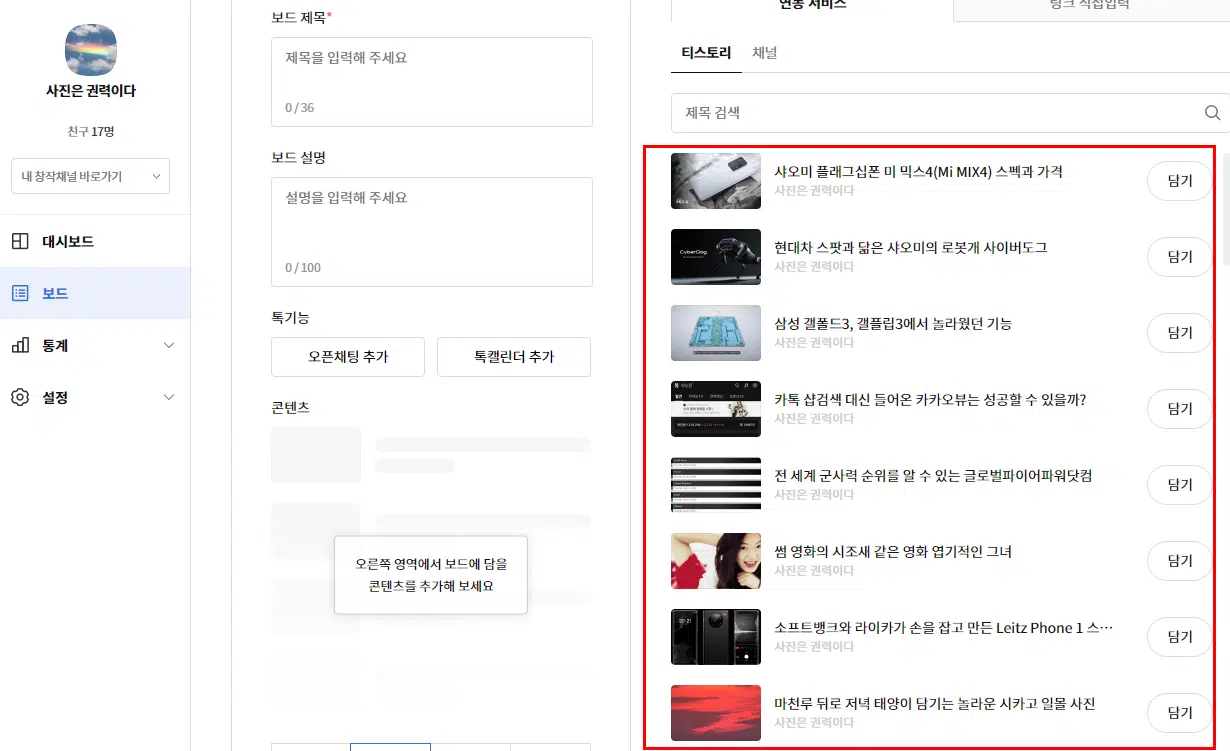 사진은 권력이다
친구 17명
내 창작채널 바로가기
대시보드
보드
통계
설정
보드 제목*
제목을 입력해 주세요
0 / 36
보드 설명
설명을 입력해 주세요
0 / 100
톡기능
오픈채팅 추가
톡캘린더 추가
콘텐츠
오른쪽 영역에서 보드에 담을
콘텐츠를 추가해 보세요
연동 서비스
링크 직접입력
티스토리
채널
제목 검색
샤오미 플래그십폰 미 믹스4(Mi MIX4) 스펙과 가격
사진은 권력이다
담기
CyberDog
현대차 스팟과 닮은 샤오미의 로봇개 사이버도그
사진은 권력이다
담기
삼성 갤폴드3, 갤플립3에서 놀라웠던 기능
사진은 권력이다
담기
카톡 샵검색 대신 들어온 카카오뷰는 성공할 수 있을까?
사진은 권력이다
담기
전 세계 군사력 순위를 알 수 있는 글로벌파이어파워닷컴
사진은 권력이다
담기
썸 영화의 시조새 같은 영화 엽기적인 그녀
사진은 권력이다
담기
소프트뱅크와 라이카가 손을 잡고 만든 Leitz Phone 1 스…
사진은 권력이다
담기
마천루 뒤로 저녁 태양이 담기는 놀라운 시카고 일몰 사진
사진은 권력이다
담기